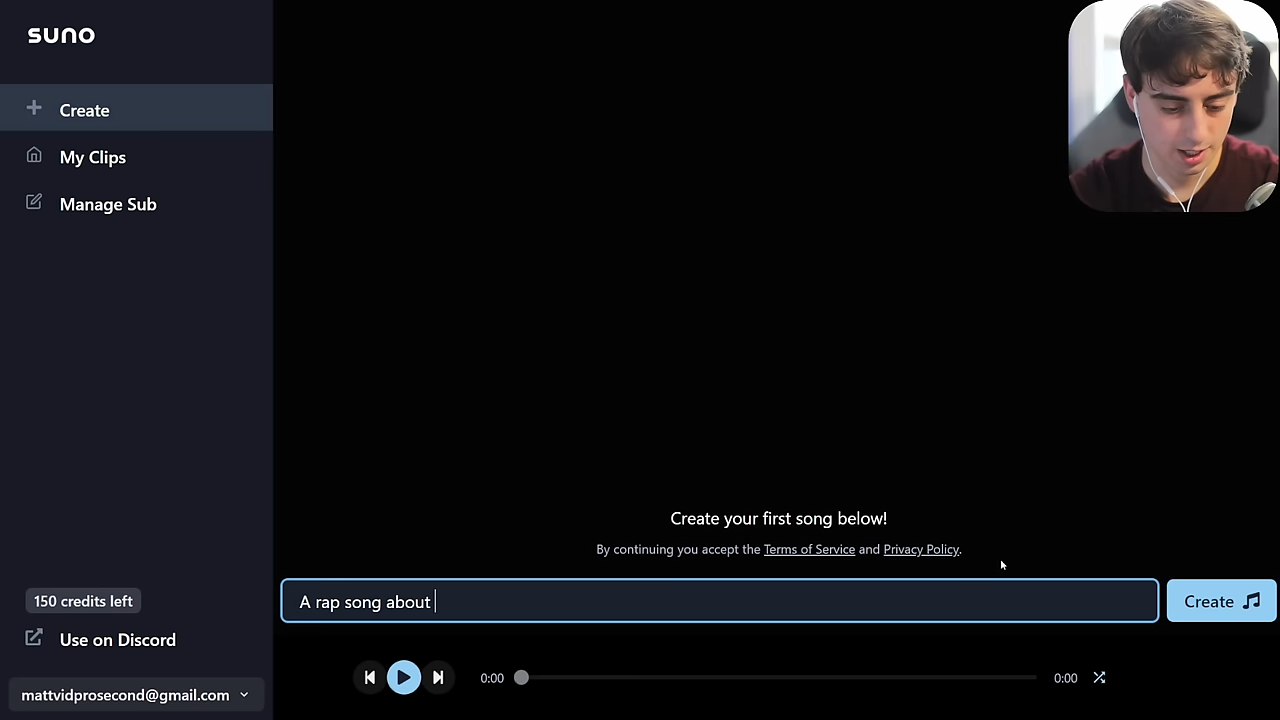 suno
Create
My Clips
Manage Sub
150 credits left
Use on Discord
mattvidprosecond@gmail.com
Create your first song below!
By continuing you accept the Terms of Service and Privacy Policy.
A rap song about
Create
0:00
0:00